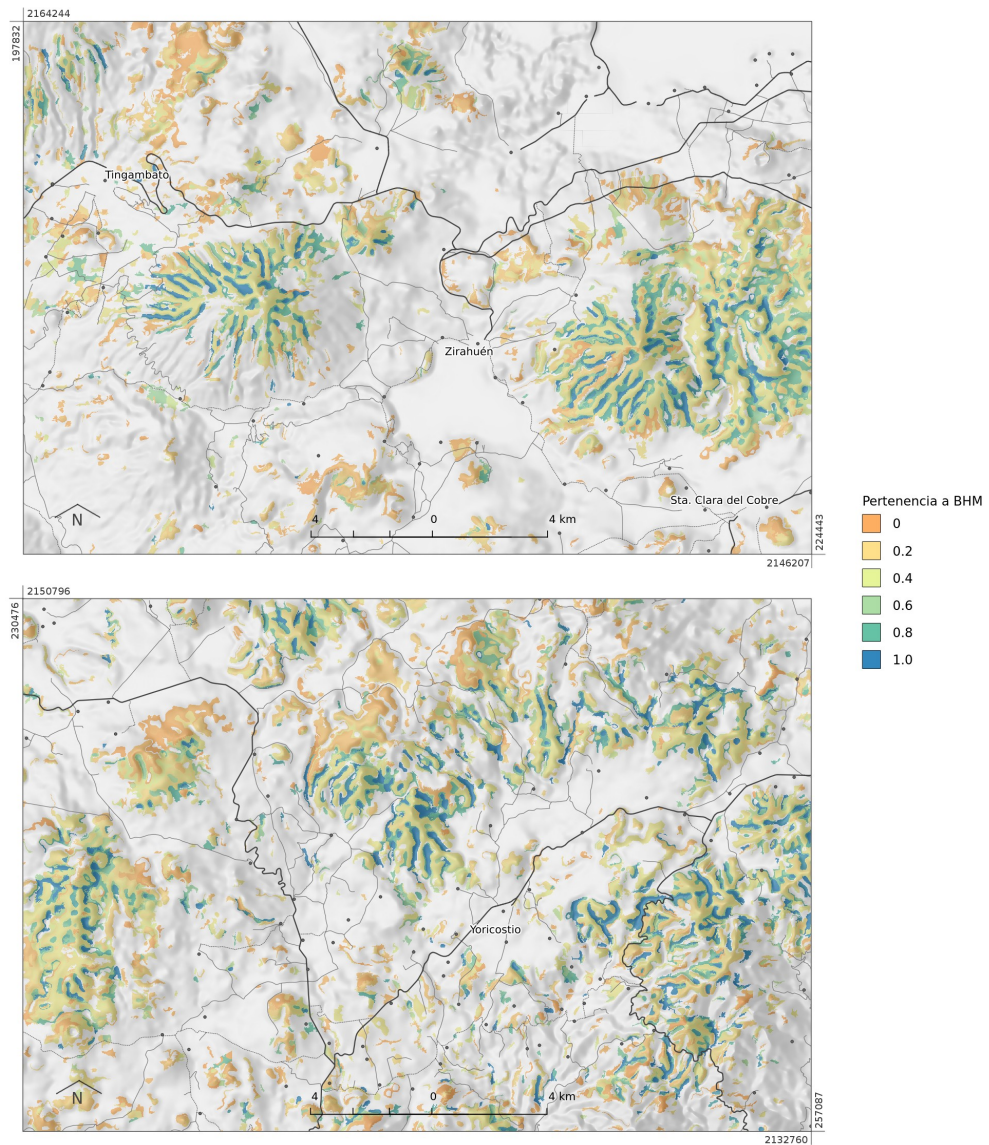 2164244
197832
Tingambato
Zirahuén
Sta. Clara del Cobre
N
4 0 4 km
224443
2146207
Pertenencia a BHM
0
0.2
0.4
0.6
0.8
1.0
2150796
230476
Yoricostio
N
4 0 4 km
257087
2132760